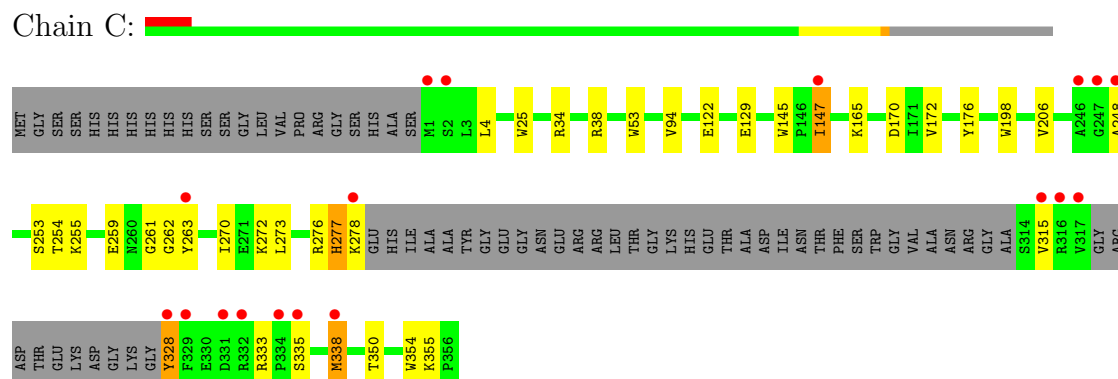 Chain C:
MET GLY SER SER HIS HIS HIS HIS HIS HIS SER SER GLY LEU VAL PRO ARG GLY SER HIS ALA SER M1 S2 L3 L4 W25 R34 R38 W53 V94 E122 E129 W145 P146 I147 K165 D170 I171 V172 Y176 W198 V206 A246 G247 A248
S253 T254 K255 E259 N260 G261 G262 Y263 I270 E271 K272 L273 R276 H277 K278 GLU HIS ILE ALA ALA TYR GLY GLU GLY ASN GLU ARG ARG LEU THR GLY LYS HIS GLU THR ALA ASP ILE ASN THR PHE SER TRP GLY VAL ALA ASN ARG GLY ALA S314 V315 R316 V317 GLY ARG
ASP THR GLU LYS ASP GLY LYS GLY Y328 F329 E330 D331 R332 R333 P334 S335 M338 T350 W354 K355 P356